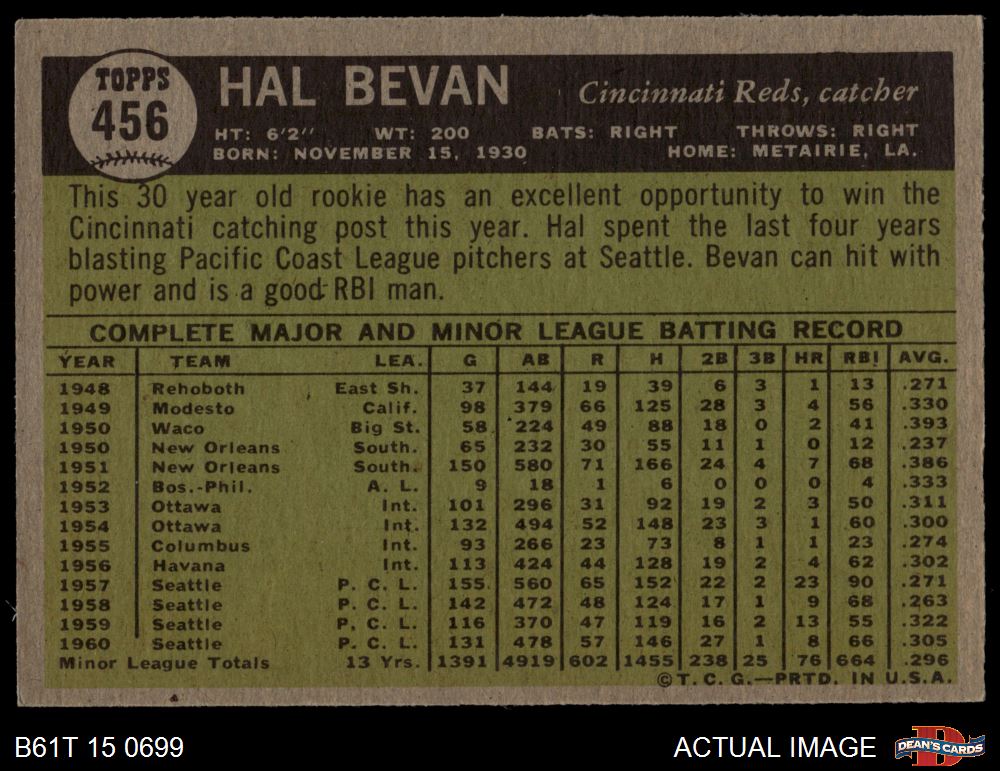 TOPPS
456
HAL BEVAN Cincinnati Reds, catcher
HT: 6'2" WT: 200 BATS: RIGHT THROWS: RIGHT
BORN: NOVEMBER 15, 1930 HOME: METAIRIE, LA.
This 30 year old rookie has an excellent opportunity to win the
Cincinnati catching post this year. Hal spent the last four years
blasting Pacific Coast League pitchers at Seattle. Bevan can hit with
power and is a good RBI man.
COMPLETE MAJOR AND MINOR LEAGUE BATTING RECORD
YEAR TEAM LEA. G AB R H 2B 3B HR RBI AVG.
1948 Rehoboth East Sh. 37 144 19 39 6 3 1 13 .271
1949 Modesto Calif. 98 379 66 125 28 3 4 56 .330
1950 Waco Big St. 58 224 49 88 18 0 2 41 .393
1950 New Orleans South. 65 232 30 55 11 1 0 12 .237
1951 New Orleans South. 150 580 71 166 24 4 7 68 .386
1952 Bos.-Phil. A. L. 9 18 1 6 0 0 0 4 .333
1953 Ottawa Int. 101 296 31 92 19 2 3 50 .311
1954 Ottawa Int. 132 494 52 148 23 3 1 60 .300
1955 Columbus Int. 93 266 23 73 8 1 1 23 .274
1956 Havana Int. 113 424 44 128 19 2 4 62 .302
1957 Seattle P. C. L. 155 560 65 152 22 2 23 90 .271
1958 Seattle P. C. L. 142 472 48 124 17 1 9 68 .263
1959 Seattle P. C. L. 116 370 47 119 16 2 13 55 .322
1960 Seattle P. C. L. 131 478 57 146 27 1 8 66 .305
Minor League Totals 13 Yrs. 1391 4919 602 1455 238 25 76 664 .296
©T. C. G.—PRTD. IN U.S.A.
B61T 15 0699 ACTUAL IMAGE DEAN'S CARDS